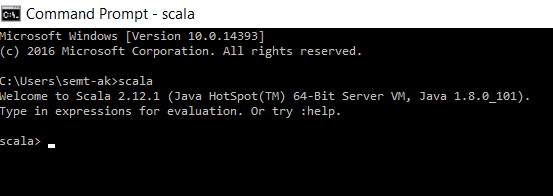 Command Prompt - scala
Microsoft Windows [Version 10.0.14393]
(c) 2016 Microsoft Corporation. All rights reserved.
C:\Users\semt-ak>scala
Welcome to Scala 2.12.1 (Java HotSpot(TM) 64-Bit Server VM, Java 1.8.0_101).
Type in expressions for evaluation. Or try :help.
scala>